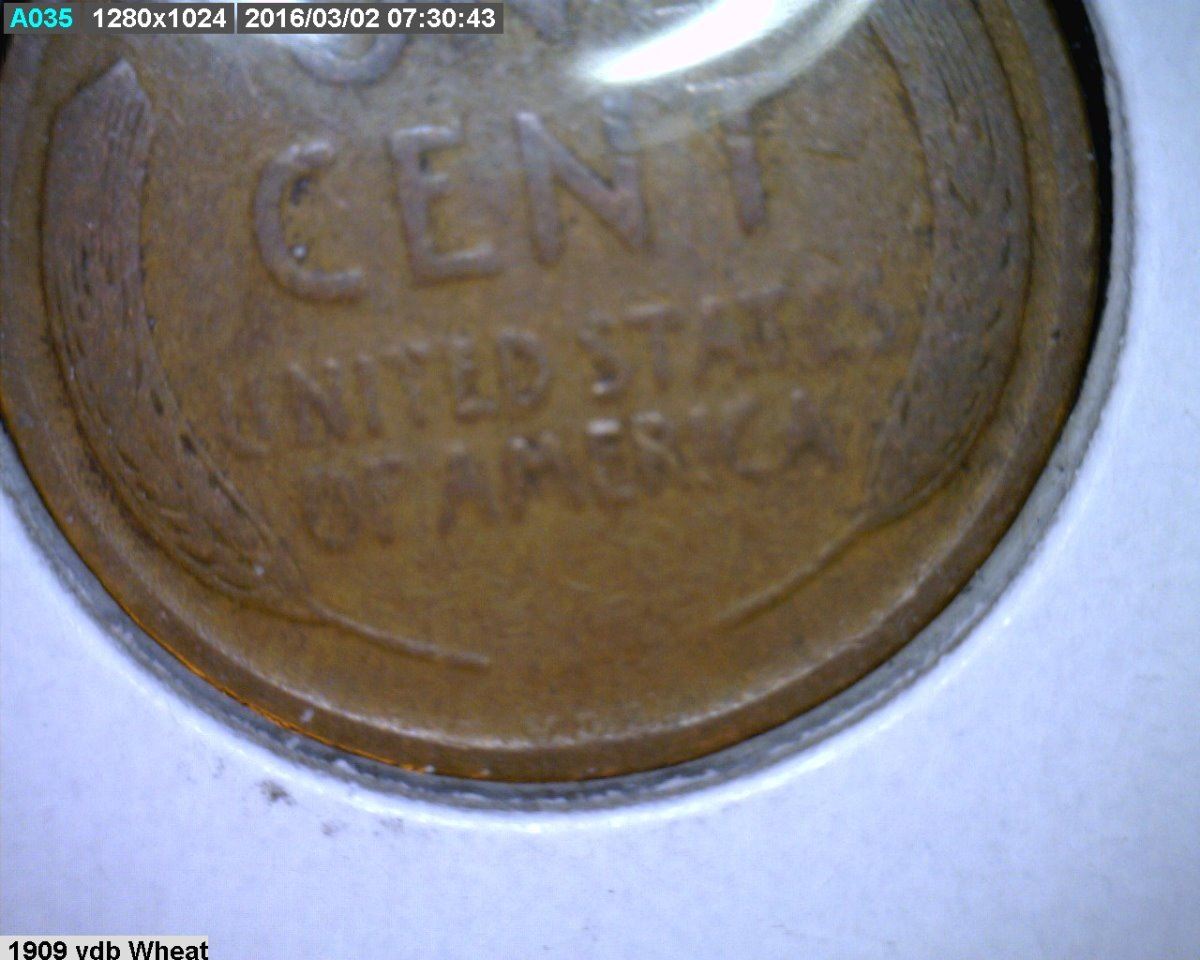 A035 1280x1024 2016/03/02 07:30:43
CENT
UNITED STATES
OF AMERICA
1909 vdb Wheat